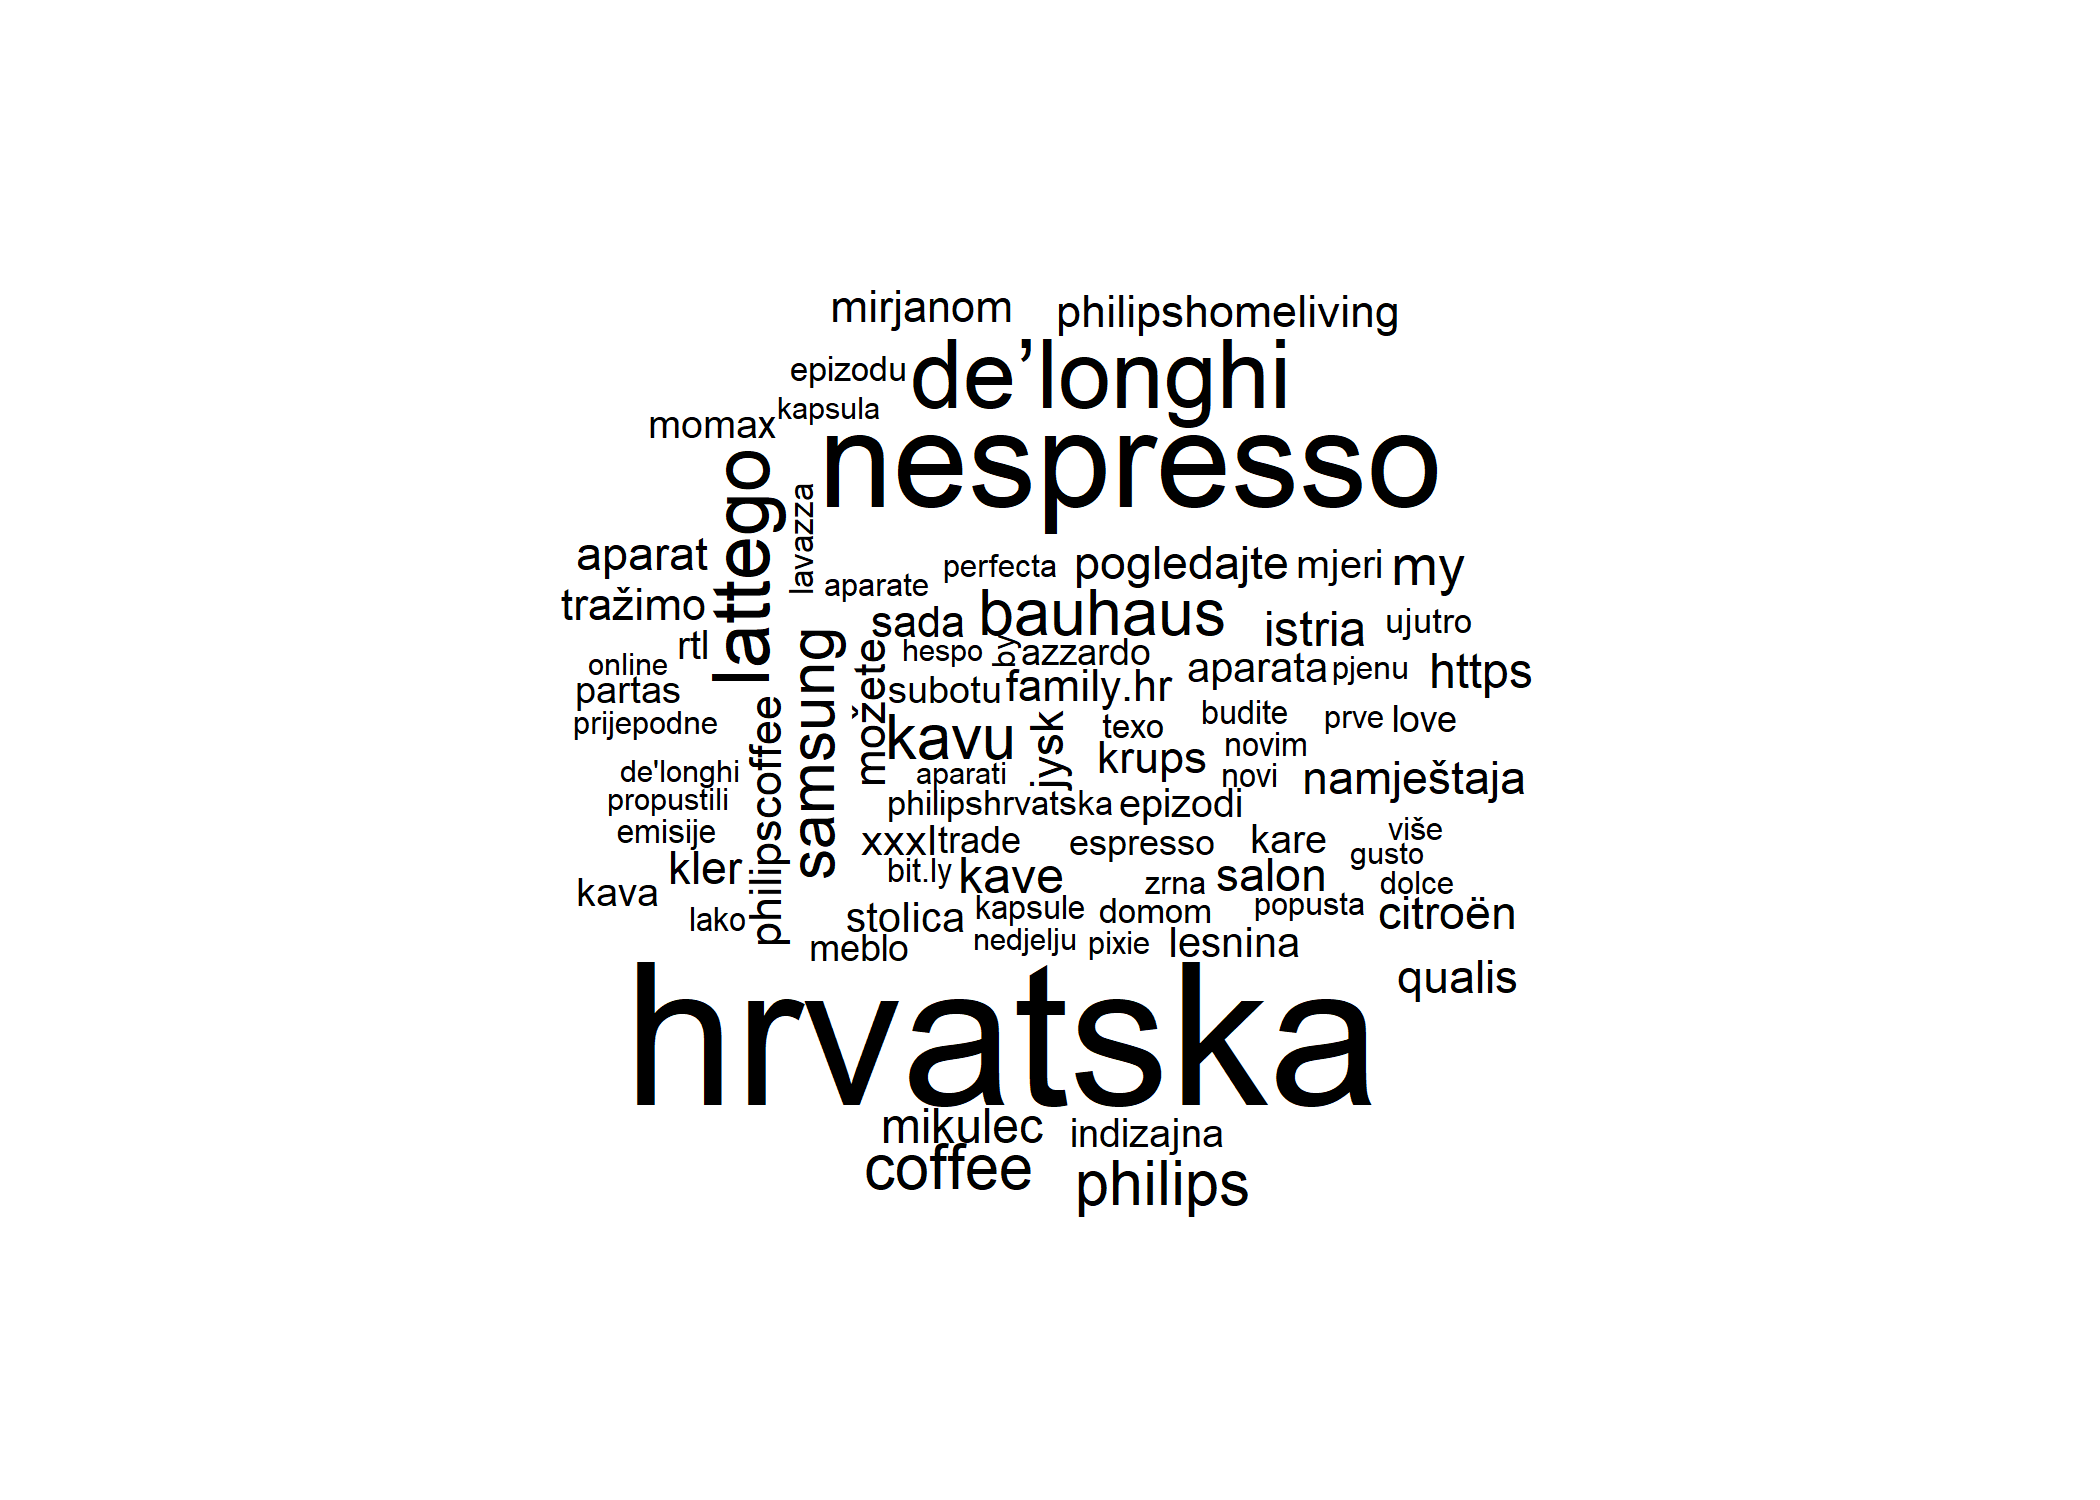 mirjanom philipshomeliving
epizodu de’longhi
kapsula
momax
nespresso
lattego
lavazza
aparat
perfecta pogledajte mjeri my
aparate
tražimo
sada bauhaus istria ujutro
rtl
hespo by azzardo
online
aparata pjenu https
partas
subotu family.hr
samsung
možete
prijepodne
philipscoffee
kavu
jysk
texo budite prve love
krups novim
de'longhi
aparati
novi namještaja
propustili
philipshrvatska epizodi
emisije
xxxl trade espresso kare više
gusto
kler
bit.ly kave zrna salon dolce
kava
lako
stolica kapsule domom popusta citroën
meblo nedjelju pixie lesnina
qualis
hrvatska
mikulec indizajna
coffee philips